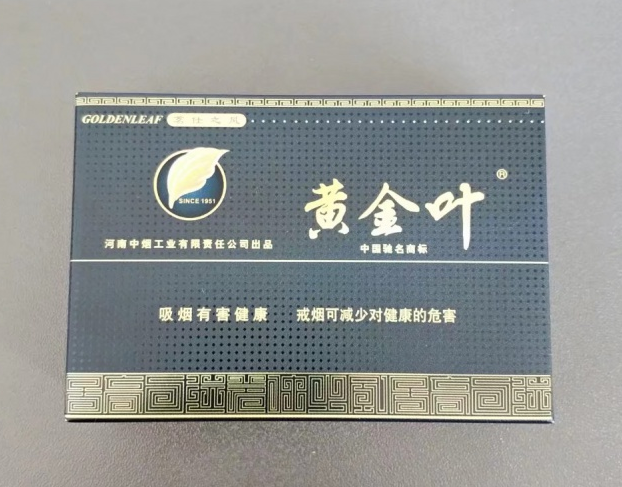 GOLDENLEAF
SINCE 1951
黄金叶®
河南中烟工业有限责任公司出品
中国驰名商标
吸烟有害健康 戒烟可减少对健康的危害